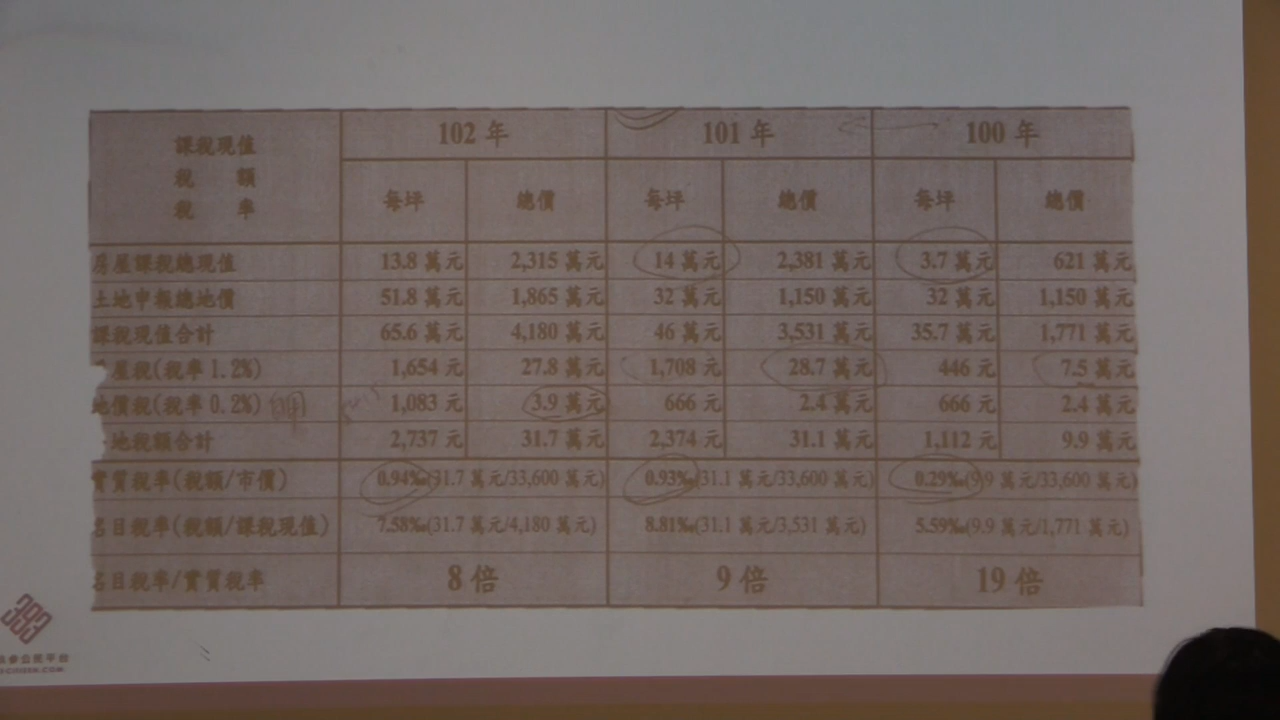 課稅現值 稅額 稅率 102 年 101 年 100 年
每坪 總價 每坪 總價 每坪 總價
房屋課稅總現值 13.8 萬元 2,315 萬元 14 萬元 2,381 萬元 3.7 萬元 621 萬元
土地申報總地價 51.8 萬元 1,865 萬元 32 萬元 1,150 萬元 32 萬元 1,150 萬元
課稅現值合計 65.6 萬元 4,180 萬元 46 萬元 3,531 萬元 35.7 萬元 1,771 萬元
屋稅(稅率 1.2%) 1,654 元 27.8 萬元 1,708 元 28.7 萬元 446 元 7.5 萬元
地價稅(稅率 0.2%) 1,083 元 3.9 萬元 666 元 2.4 萬元 666 元 2.4 萬元
地稅額合計 2,737 元 31.7 萬元 2,374 元 31.1 萬元 1,112 元 9.9 萬元
實質稅率(稅額/市價) 0.94‰(31.7 萬元/33,600 萬元) 0.93‰(31.1 萬元/33,600 萬元) 0.29‰(9.9 萬元/33,600 萬元)
名目稅率(稅額/課稅現值) 7.58‰(31.7 萬元/4,180 萬元) 8.81‰(31.1 萬元/3,531 萬元) 5.59‰(9.9 萬元/1,771 萬元)
名目稅率/實質稅率 8 倍 9 倍 19 倍
393
公民平台